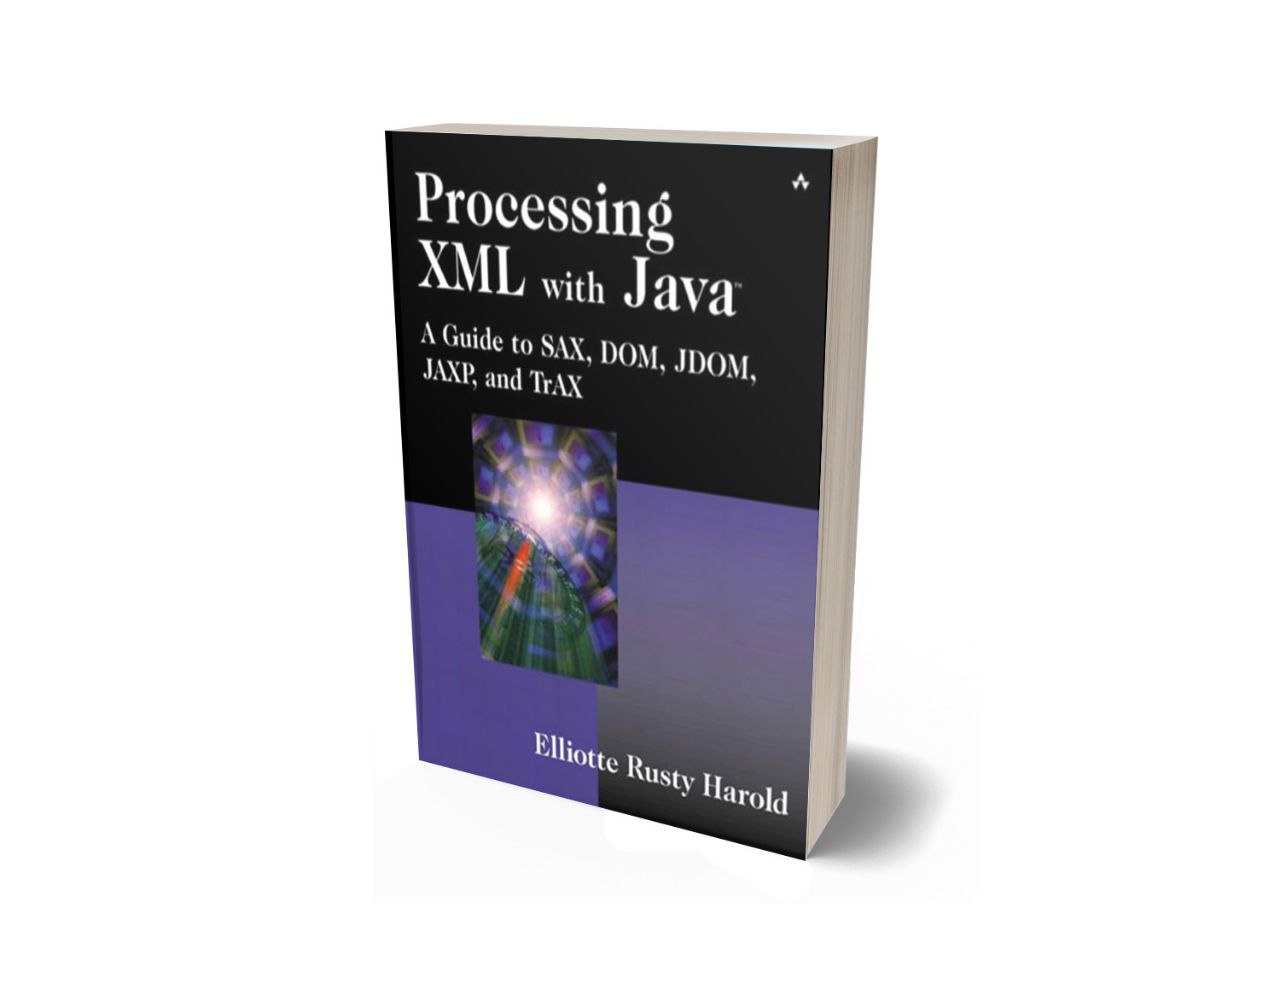 Processing
XML with Java™
A Guide to SAX, DOM, JDOM,
JAXP, and TrAX
Elliotte Rusty Harold